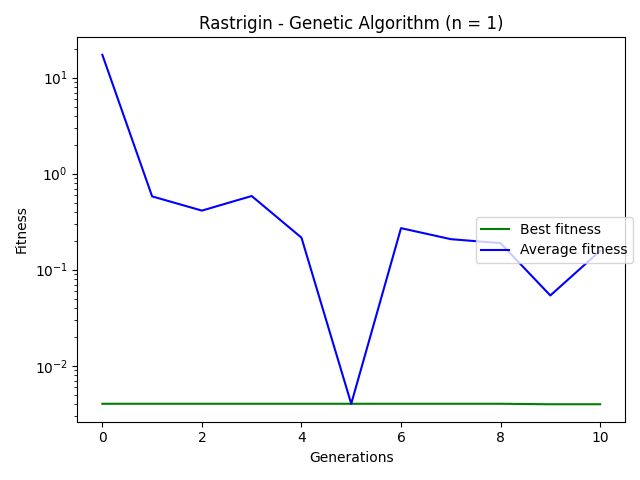 Rastrigin - Genetic Algorithm (n = 1)
Fitness
10¹
10⁰
10⁻¹
10⁻²
Best fitness
Average fitness
0 2 4 6 8 10
Generations